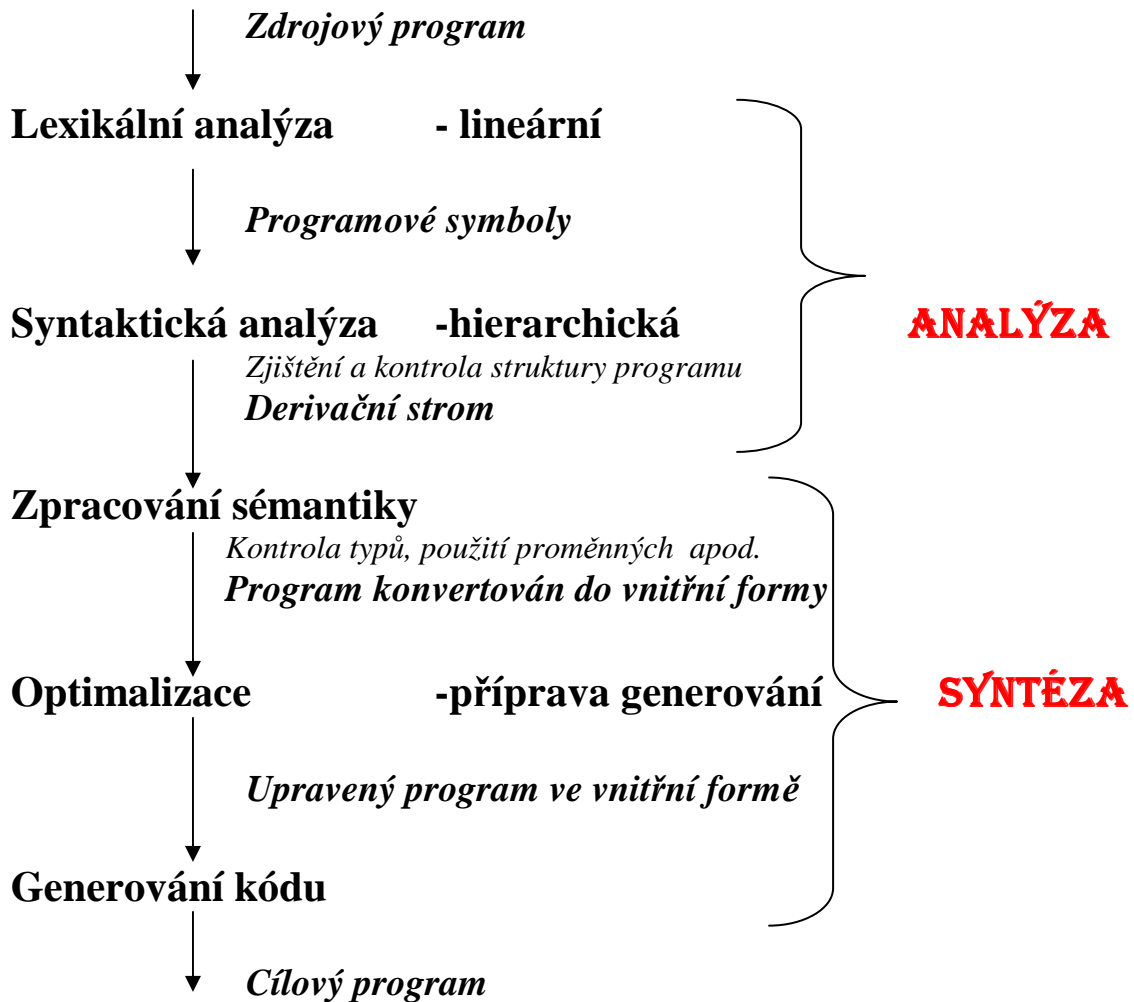 Zdrojový program
Lexikální analýza - lineární
Programové symboly
Syntaktická analýza -hierarchická
ANALÝZA
Zjištění a kontrola struktury programu
Derivační strom
Zpracování sémantiky
Kontrola typů, použití proměnných apod.
Program konvertován do vnitřní formy
Optimalizace -příprava generování
SYNTÉZA
Upravený program ve vnitřní formě
Generování kódu
Cílový program